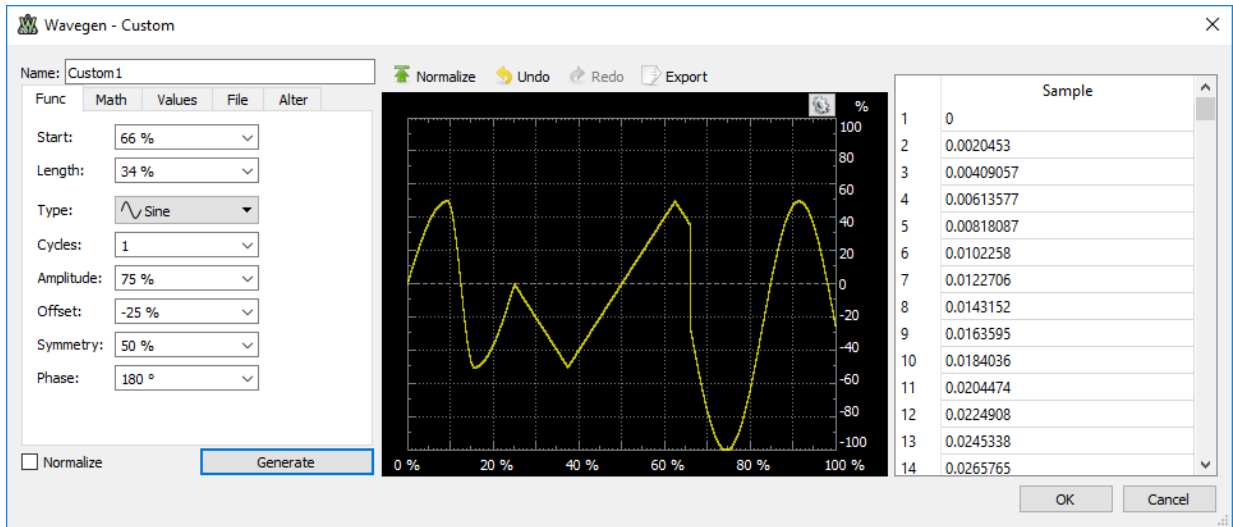 Wavegen - Custom
Name: Custom1
Func Math Values File Alter
Start: 66 %
Length: 34 %
Type: Sine
Cycles: 1
Amplitude: 75 %
Offset: -25 %
Symmetry: 50 %
Phase: 180 °
Normalize Generate
Normalize Undo Redo Export
%
100
80
60
40
20
0
-20
-40
-60
-80
-100
0 % 20 % 40 % 60 % 80 % 100 %
Sample
1 0
2 0.0020453
3 0.00409057
4 0.00613577
5 0.00818087
6 0.0102258
7 0.0122706
8 0.0143152
9 0.0163595
10 0.0184036
11 0.0204474
12 0.0224908
13 0.0245338
14 0.0265765
OK Cancel